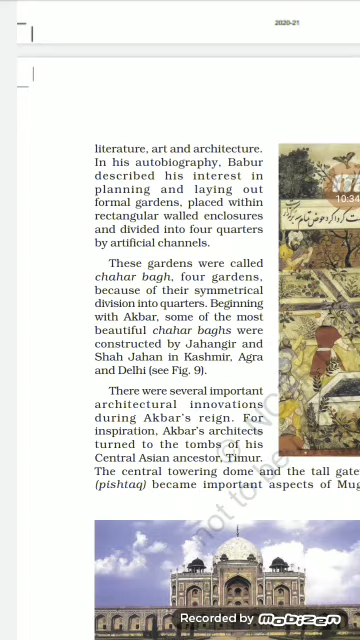 2020-21
literature, art and architecture.
In his autobiography, Babur
described his interest in
planning and laying out
formal gardens, placed within
rectangular walled enclosures
and divided into four quarters
by artificial channels.
These gardens were called
chahar bagh, four gardens,
because of their symmetrical
division into quarters. Beginning
with Akbar, some of the most
beautiful chahar baghs were
constructed by Jahangir and
Shah Jahan in Kashmir, Agra
and Delhi (see Fig. 9).
There were several important
architectural innovations
during Akbar's reign. For
inspiration, Akbar's architects
turned to the tombs of his
Central Asian ancestor, Timur.
The central towering dome and the tall gate
(pishtaq) became important aspects of Mug
10:34
not to be
Recorded by mobizen